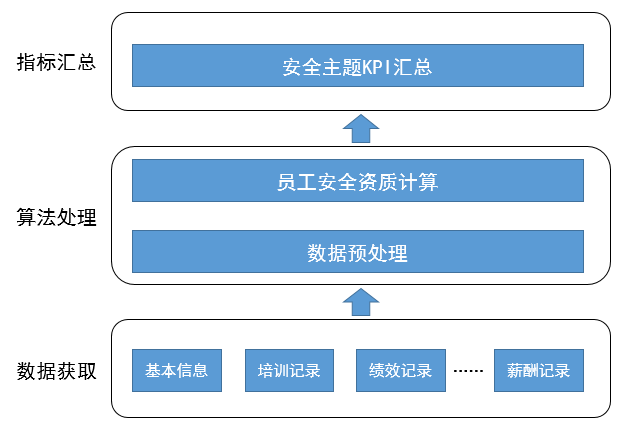 指标汇总
安全主题KPI汇总
算法处理
员工安全资质计算
数据预处理
数据获取
基本信息 培训记录 绩效记录 …… 薪酬记录